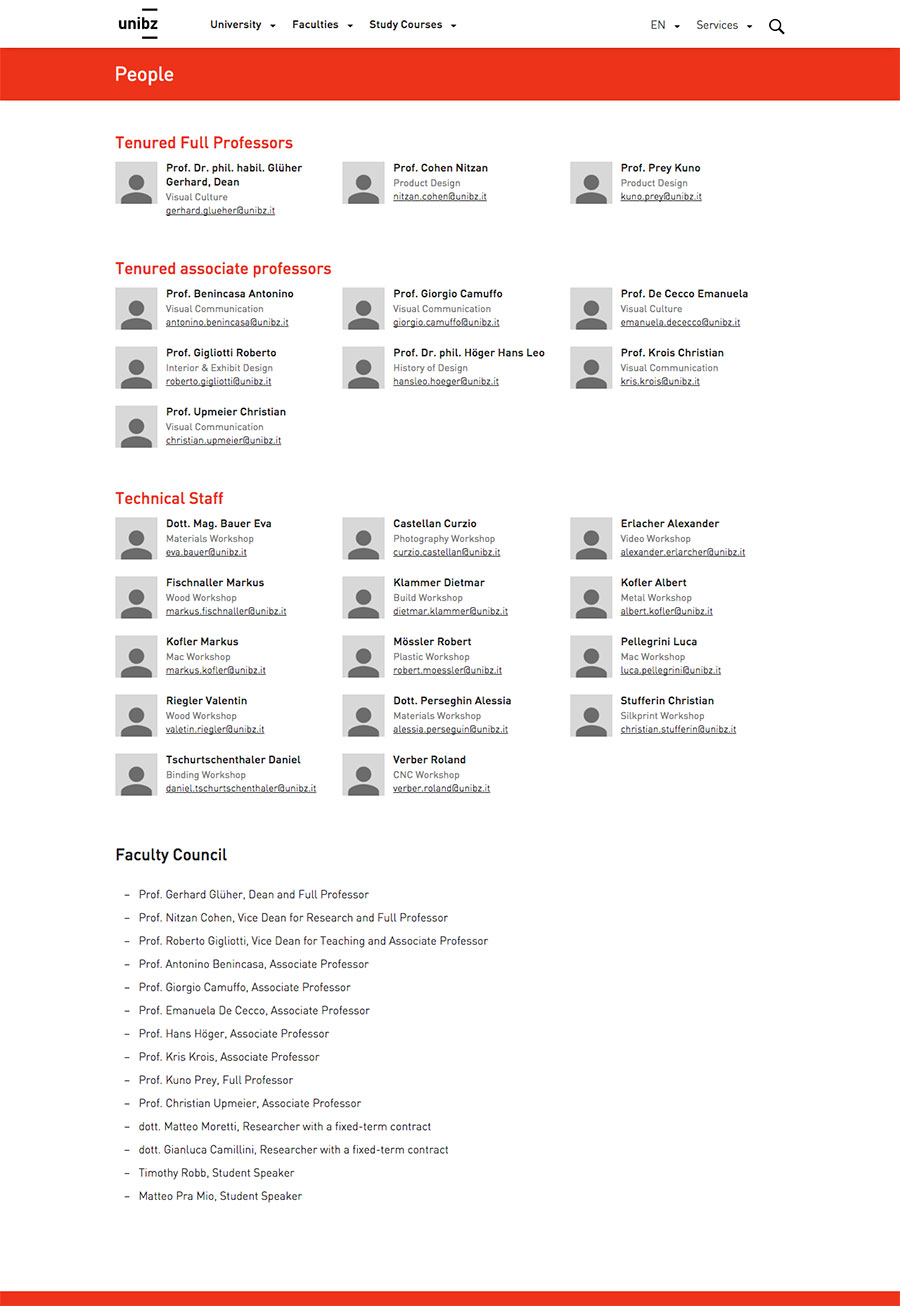 unibz
University
Faculties
Study Courses
EN
Services
People
Tenured Full Professors
Prof. Dr. phil. habil. Glüher
Gerhard, Dean
Visual Culture
gerhard.glueher@unibz.it
Prof. Cohen Nitzan
Product Design
nitzan.cohen@unibz.it
Prof. Prey Kuno
Product Design
kuno.prey@unibz.it
Tenured associate professors
Prof. Benincasa Antonino
Visual Communication
antonino.benincasa@unibz.it
Prof. Giorgio Camuffo
Visual Communication
giorgio.camuffo@unibz.it
Prof. De Cecco Emanuela
Visual Culture
emanuela.dececco@unibz.it
Prof. Gigliotti Roberto
Interior & Exhibit Design
roberto.gigliotti@unibz.it
Prof. Dr. phil. Höger Hans Leo
History of Design
hansleo.hoeger@unibz.it
Prof. Krois Christian
Visual Communication
kris.krois@unibz.it
Prof. Upmeier Christian
Visual Communication
christian.upmeier@unibz.it
Technical Staff
Dott. Mag. Bauer Eva
Materials Workshop
eva.bauer@unibz.it
Castellan Curzio
Photography Workshop
curzio.castellan@unibz.it
Erlacher Alexander
Video Workshop
alexander.erlarcher@unibz.it
Fischnaller Markus
Wood Workshop
markus.fischnaller@unibz.it
Klammer Dietmar
Build Workshop
dietmar.klammer@unibz.it
Kofler Albert
Metal Workshop
albert.kofler@unibz.it
Kofler Markus
Mac Workshop
markus.kofler@unibz.it
Mössler Robert
Plastic Workshop
robert.moessler@unibz.it
Pellegrini Luca
Mac Workshop
luca.pellegrini@unibz.it
Riegler Valentin
Wood Workshop
valetin.riegler@unibz.it
Dott. Perseghin Alessia
Materials Workshop
alessia.perseguin@unibz.it
Stufferin Christian
Silkprint Workshop
christian.stufferin@unibz.it
Tschurtschenthaler Daniel
Binding Workshop
daniel.tschurtschenthaler@unibz.it
Verber Roland
CNC Workshop
verber.roland@unibz.it
Faculty Council
– Prof. Gerhard Glüher, Dean and Full Professor
– Prof. Nitzan Cohen, Vice Dean for Research and Full Professor
– Prof. Roberto Gigliotti, Vice Dean for Teaching and Associate Professor
– Prof. Antonino Benincasa, Associate Professor
– Prof. Giorgio Camuffo, Associate Professor
– Prof. Emanuela De Cecco, Associate Professor
– Prof. Hans Höger, Associate Professor
– Prof. Kris Krois, Associate Professor
– Prof. Kuno Prey, Full Professor
– Prof. Christian Upmeier, Associate Professor
– dott. Matteo Moretti, Researcher with a fixed-term contract
– dott. Gianluca Camillini, Researcher with a fixed-term contract
– Timothy Robb, Student Speaker
– Matteo Pra Mio, Student Speaker